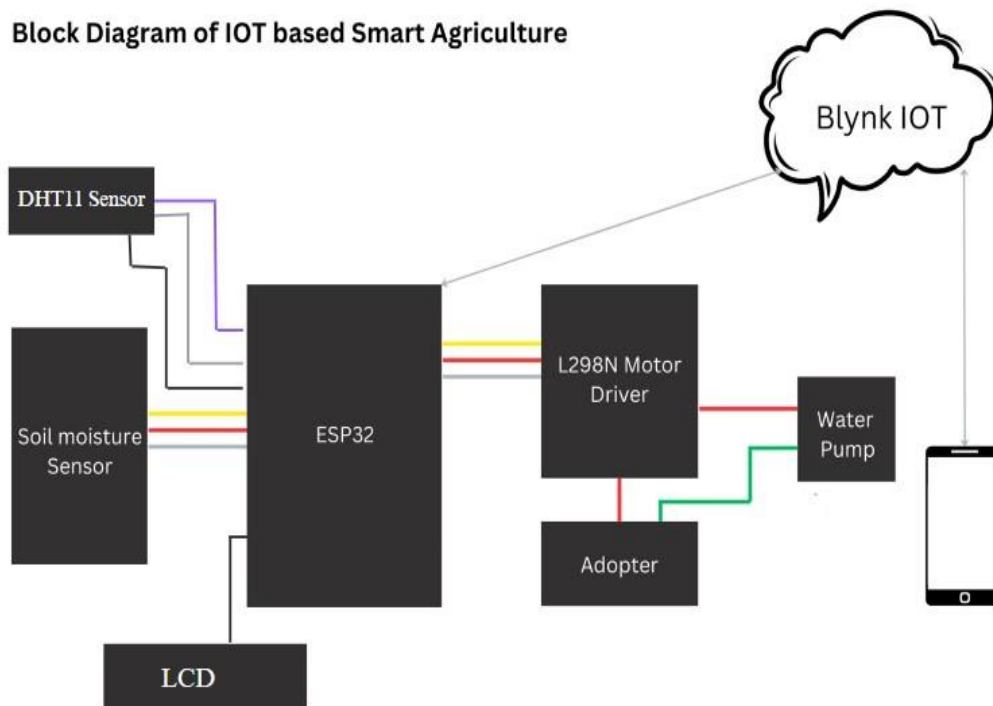 Block Diagram of IOT based Smart Agriculture
Blynk IOT
DHT11 Sensor
Soil moisture
Sensor
ESP32
L298N Motor
Driver
Water
Pump
Adopter
LCD